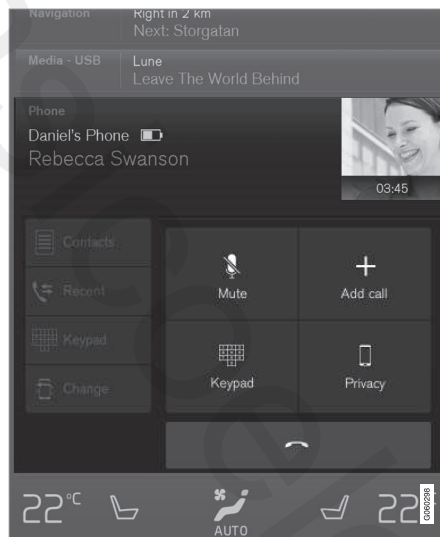 Navigation
Right in 2 km
Next: Storgatan
Media - USB
Lune
Leave The World Behind
Phone
Daniel's Phone
Rebecca Swanson
03:45
Contacts
Recent
Keypad
Change
Mute
Add call
Keypad
Privacy
22°C
AUTO
22
G060298